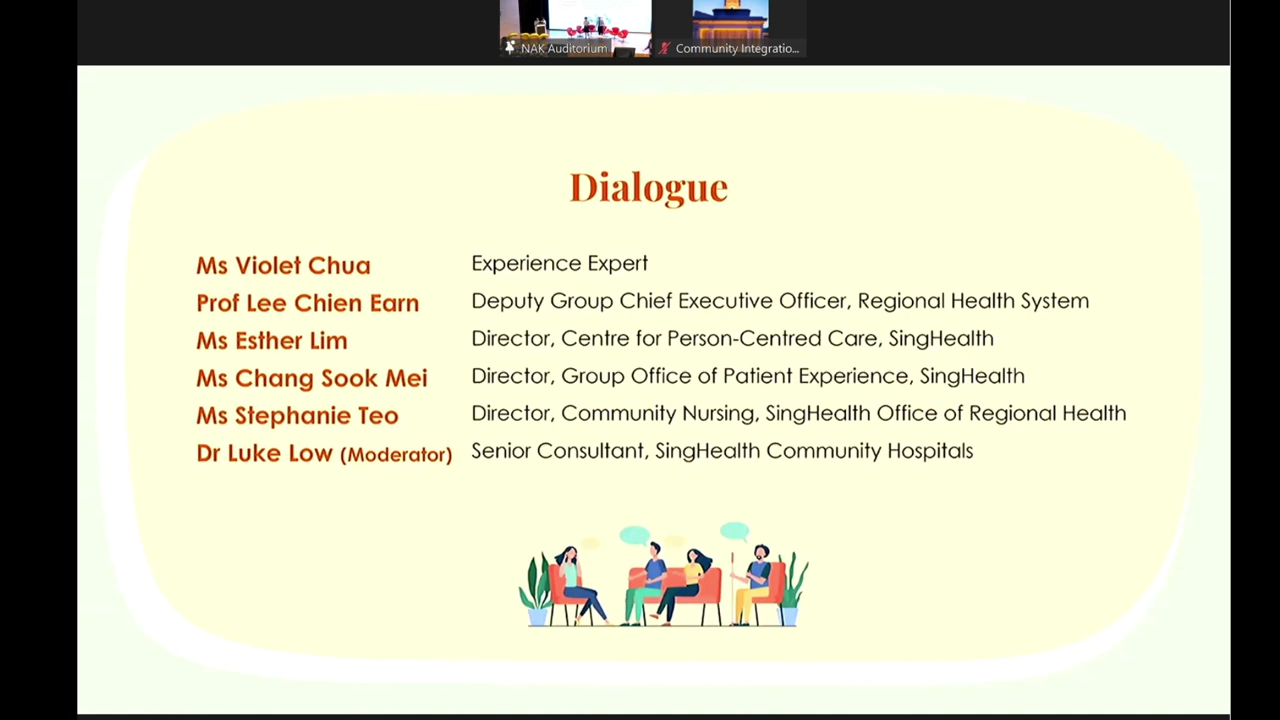 NAK Auditorium
Community Integratio...
Dialogue
Ms Violet Chua Experience Expert
Prof Lee Chien Earn Deputy Group Chief Executive Officer, Regional Health System
Ms Esther Lim Director, Centre for Person-Centred Care, SingHealth
Ms Chang Sook Mei Director, Group Office of Patient Experience, SingHealth
Ms Stephanie Teo Director, Community Nursing, SingHealth Office of Regional Health
Dr Luke Low (Moderator) Senior Consultant, SingHealth Community Hospitals